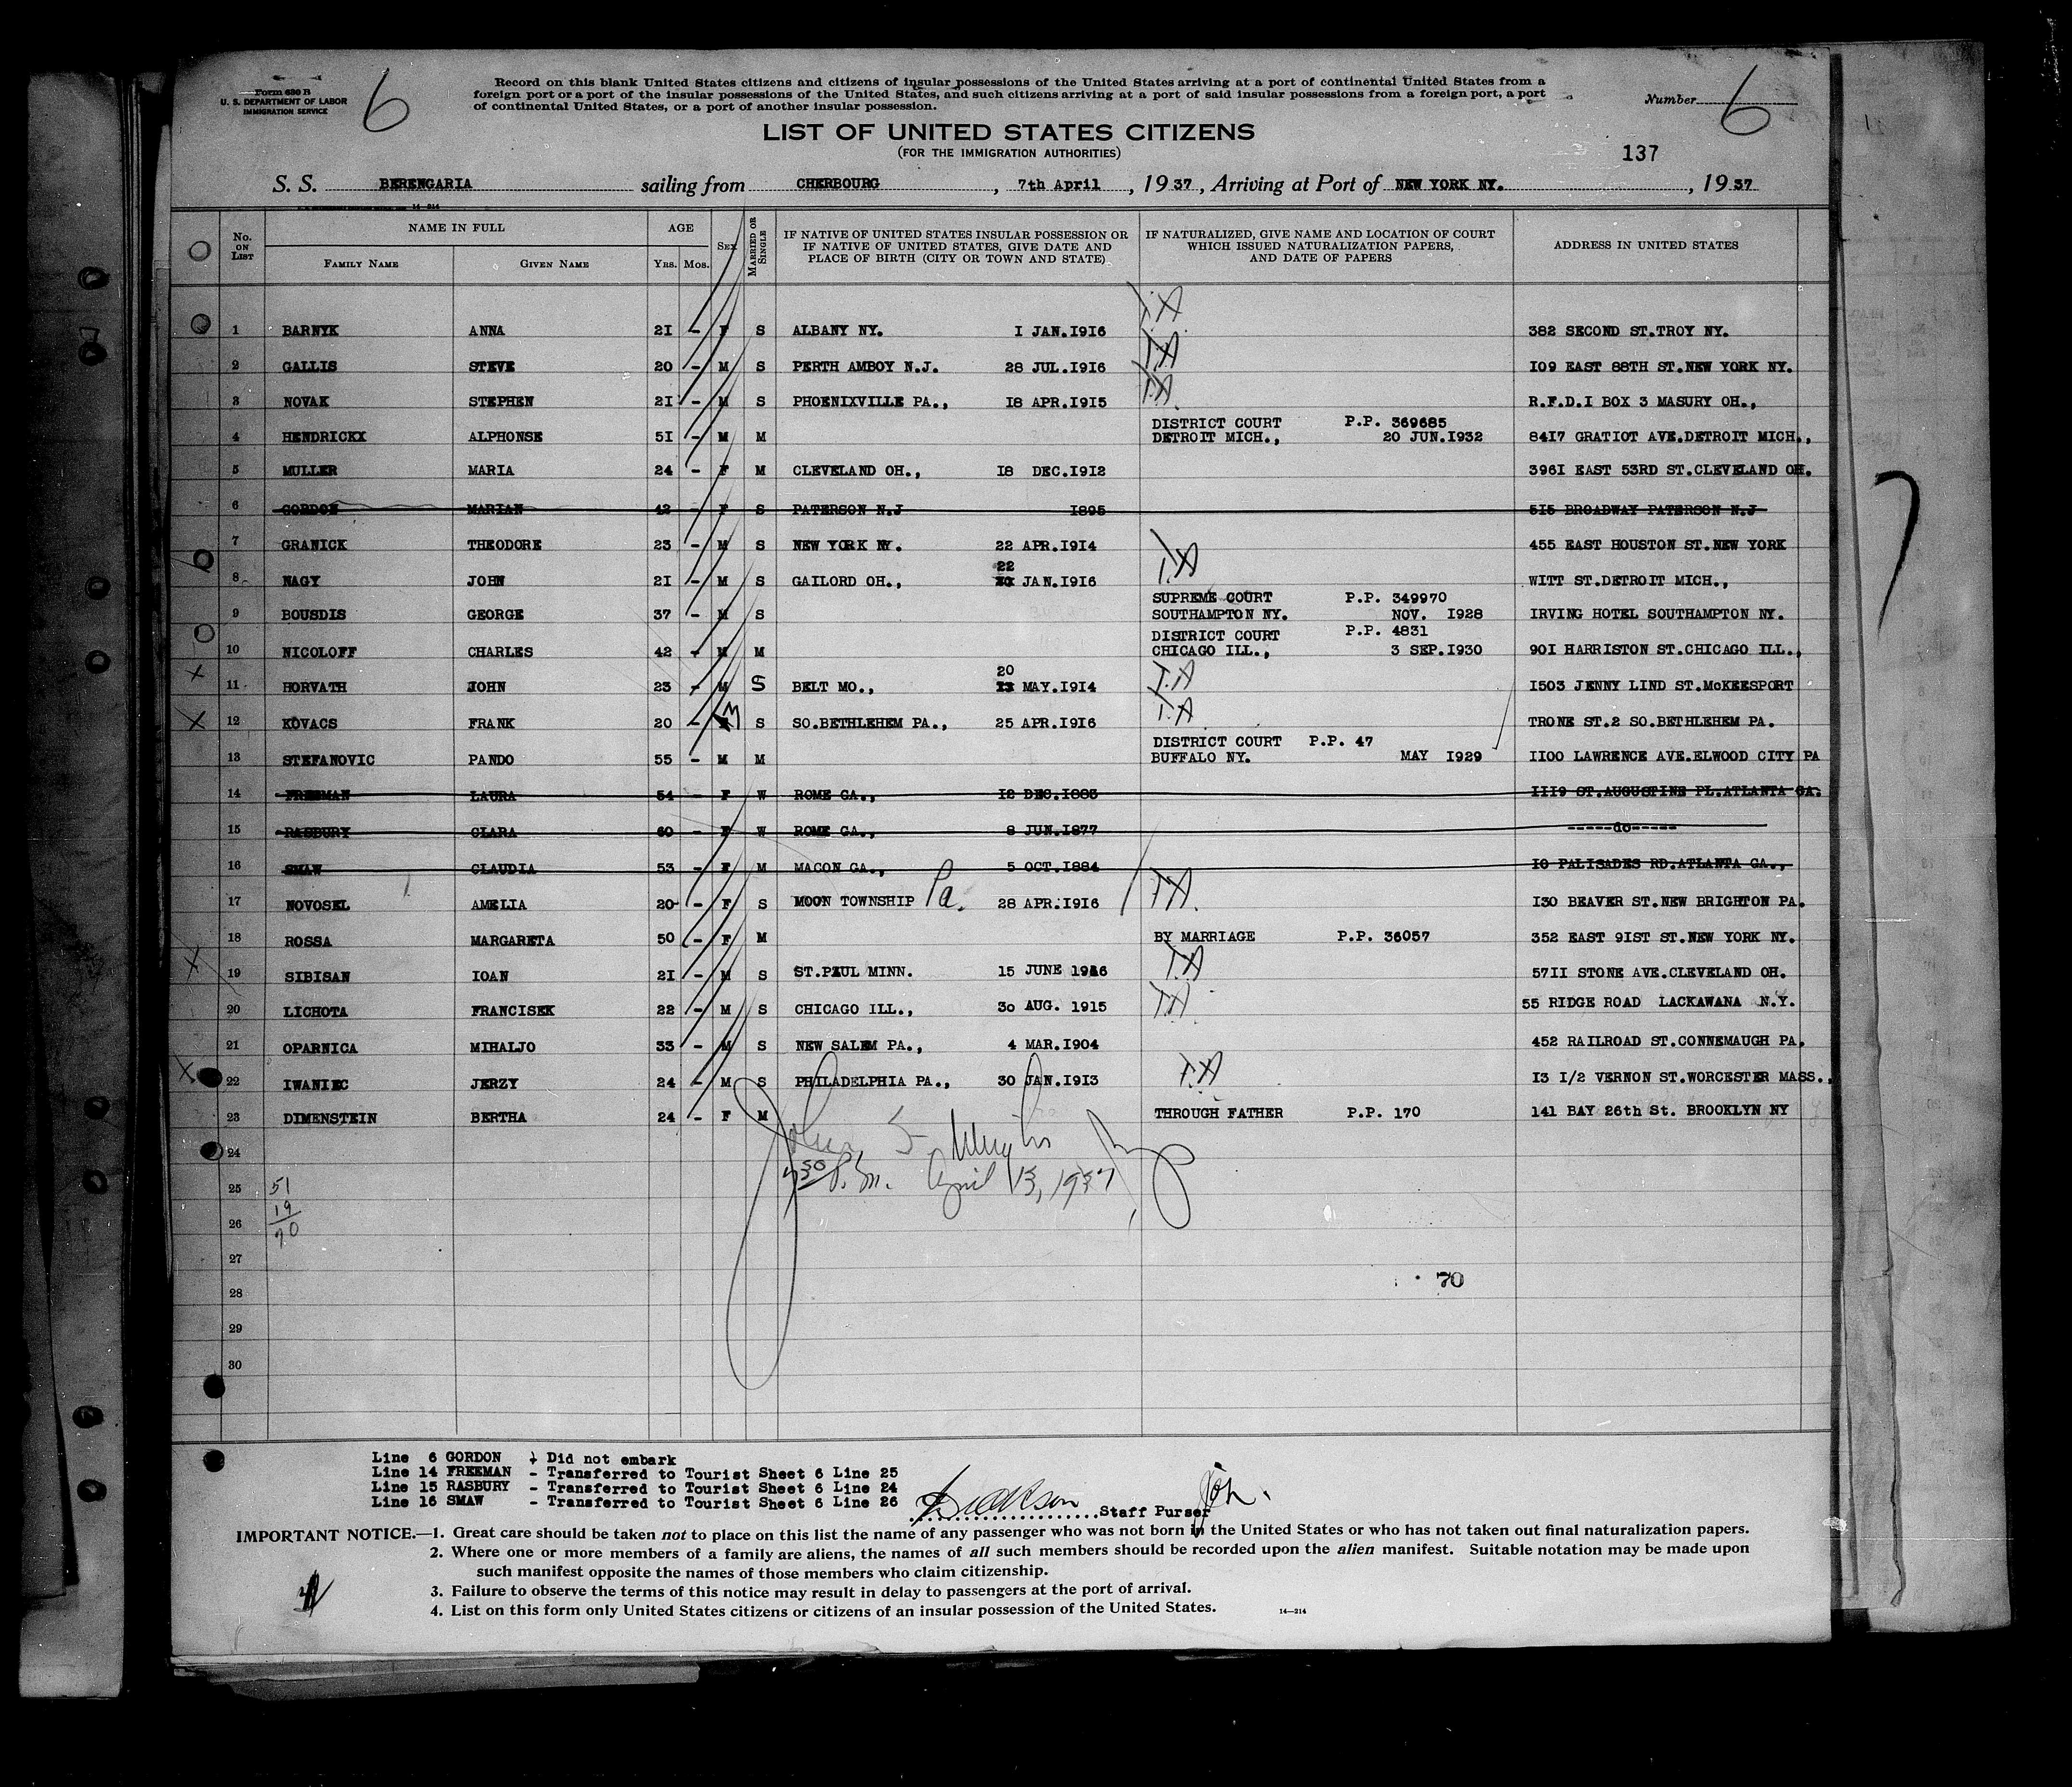 Form 630 B
U. S. DEPARTMENT OF LABOR
IMMIGRATION SERVICE
6
Record on this blank United States citizens and citizens of insular possessions of the United States arriving at a port of continental United States from a
foreign port or a port of the insular possessions of the United States, and such citizens arriving at a port of said insular possessions from a foreign port, a port
of continental United States, or a port of another insular possession.
Number 6
LIST OF UNITED STATES CITIZENS
(FOR THE IMMIGRATION AUTHORITIES)
137
S. S. BERENGARIA sailing from CHERBOURG, 7th April, 1937, Arriving at Port of NEW YORK NY., 1937
No. ON LIST NAME IN FULL FAMILY NAME GIVEN NAME AGE YRS. MOS. SEX MARRIED OR SINGLE IF NATIVE OF UNITED STATES INSULAR POSSESSION OR IF NATIVE OF UNITED STATES, GIVE DATE AND PLACE OF BIRTH (CITY OR TOWN AND STATE) IF NATURALIZED, GIVE NAME AND LOCATION OF COURT WHICH ISSUED NATURALIZATION PAPERS, AND DATE OF PAPERS ADDRESS IN UNITED STATES
1 BARNYK ANNA 21 - F S ALBANY NY. 1 JAN.1916 T.A 382 SECOND ST.TROY NY.
2 GALLIS STEVE 20 - M S PERTH AMBOY N.J. 28 JUL.1916 T.A 109 EAST 88TH ST.NEW YORK NY.
3 NOVAK STEPHEN 21 - M S PHOENIXVILLE PA., 18 APR.1915 T.A R.F.D.1 BOX 3 MASURY OH.,
4 HENDRICKX ALPHONSE 51 - M M DISTRICT COURT P.P. 369685
DETROIT MICH., 20 JUN.1932 8417 GRATIOT AVE.DETROIT MICH.,
5 MULLER MARIA 24 - F M CLEVELAND OH., 18 DEC.1912 3961 EAST 53RD ST.CLEVELAND OH.
6 GORDON MARIAN 42 - F S PATERSON N.J 1895 515 BROADWAY PATERSON N.J
7 GRANICK THEODORE 23 - M S NEW YORK NY. 22 APR.1914 455 EAST HOUSTON ST.NEW YORK
8 NAGY JOHN 21 - M S GAILORD OH., 22 JAN.1916 T.A WITT ST.DETROIT MICH.,
9 BOUSDIS GEORGE 37 - M S SUPREME COURT P.P. 349970
SOUTHAMPTON NY. NOV. 1928 IRVING HOTEL SOUTHAMPTON NY.
10 NICOLOFF CHARLES 42 - M M DISTRICT COURT P.P. 4831
CHICAGO ILL., 3 SEP.1930 901 HARRISTON ST.CHICAGO ILL.,
X 11 HORVATH JOHN 23 - M S BELT MO., 20 MAY.1914 T.A 1503 JENNY LIND ST.McKEESPORT
X 12 KOVACS FRANK 20 - M S SO.BETHLEHEM PA., 25 APR.1916 T.A TRONE ST.2 SO.BETHLEHEM PA.
13 STEFANOVIC PANDO 55 - M M DISTRICT COURT P.P. 47
BUFFALO NY. MAY 1929 1100 LAWRENCE AVE.ELWOOD CITY PA
14 FREEMAN LAURA 54 - F W ROME GA., 12 DEC.1883 1119 ST.AUGUSTINE PL.ATLANTA GA.
15 RASBURY CLARA 60 - F W ROME GA., 8 JUN.1877 -----do-----
16 SMAW CLAUDIA 53 - F M MACON GA., 5 OCT.1884 10 PALISADES RD.ATLANTA GA.,
17 NOVOSEL AMELIA 20 - F S MOON TOWNSHIP Pa. 28 APR.1916 T.A. 130 BEAVER ST.NEW BRIGHTON PA.
18 ROSSA MARGARETA 50 - F M BY MARRIAGE P.P. 36057 352 EAST 91ST ST.NEW YORK NY.
X 19 SIBISAN IOAN 21 - M S ST.PAUL MINN. 15 JUNE 1916 T.A 5711 STONE AVE.CLEVELAND OH.
20 LICHOTA FRANCISEK 22 - M S CHICAGO ILL., 30 AUG. 1915 T.A 55 RIDGE ROAD LACKAWANA N.Y.
21 OPARNICA MIHALJO 33 - M S NEW SALEM PA., 4 MAR.1904 452 RAILROAD ST.CONNEMAUGH PA.
X 22 IWANIEC JERZY 24 - M S PHILADELPHIA PA., 30 JAN.1913 T.A 13 1/2 VERNON ST.WORCESTER MASS.,
23 DIMENSTEIN BERTHA 24 - F M THROUGH FATHER P.P. 170 141 BAY 26th St. BROOKLYN NY
24
7 30 P.M. April 13, 1937
25 51
19
26 70
27
28 70
29
30
Line 6 GORDON - Did not embark
Line 14 FREEMAN - Transferred to Tourist Sheet 6 Line 25
Line 15 RASBURY - Transferred to Tourist Sheet 6 Line 24
Line 16 SMAW - Transferred to Tourist Sheet 6 Line 26
Staff Purser
IMPORTANT NOTICE.—1. Great care should be taken not to place on this list the name of any passenger who was not born in the United States or who has not taken out final naturalization papers.
2. Where one or more members of a family are aliens, the names of all such members should be recorded upon the alien manifest. Suitable notation may be made upon
such manifest opposite the names of those members who claim citizenship.
3. Failure to observe the terms of this notice may result in delay to passengers at the port of arrival.
4. List on this form only United States citizens or citizens of an insular possession of the United States.
14—214
7